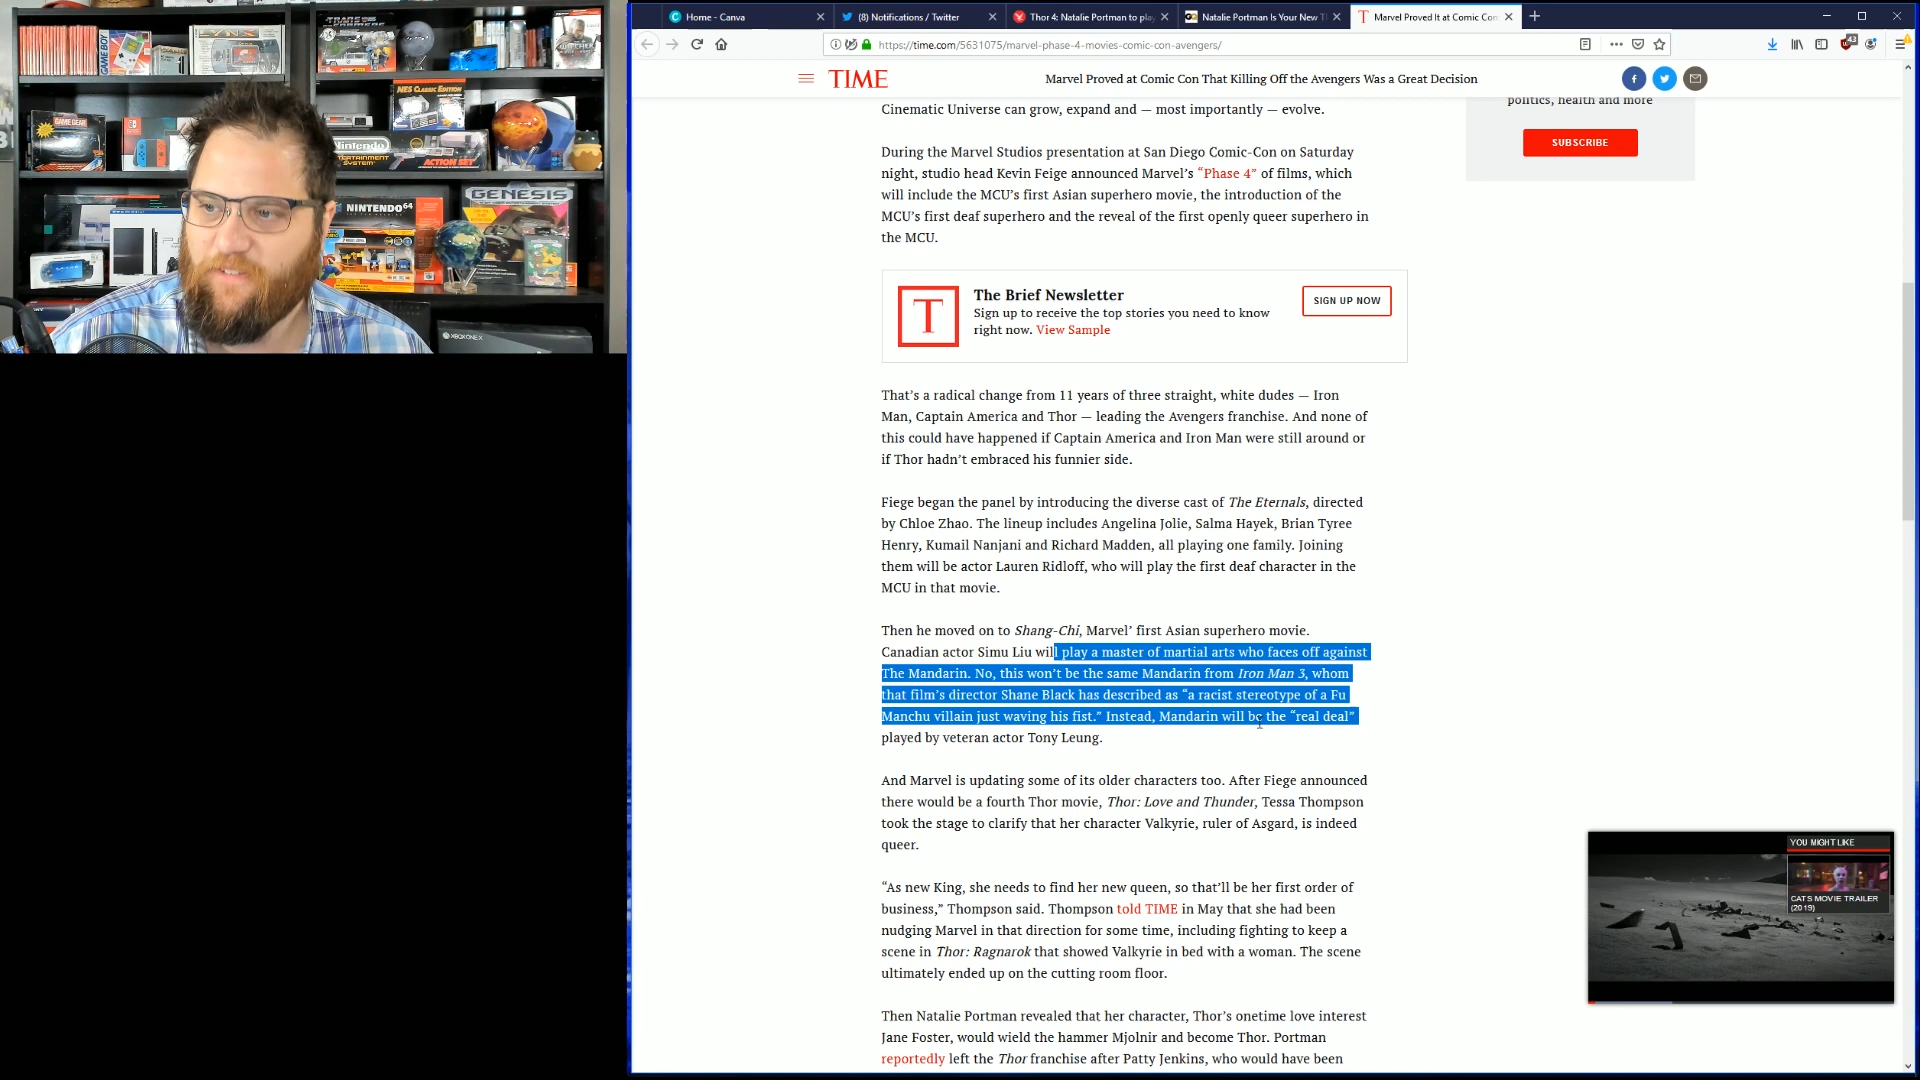 Home - Canva
(8) Notifications / Twitter
Thor 4: Natalie Portman to pla
Natalie Portman Is Your New T
Marvel Proved It at Comic Con
https://time.com/5631075/marvel-phase-4-movies-comic-con-avengers/
43
TIME
Marvel Proved at Comic Con That Killing Off the Avengers Was a Great Decision
politics, health and more
SUBSCRIBE
Cinematic Universe can grow, expand and — most importantly — evolve.
During the Marvel Studios presentation at San Diego Comic-Con on Saturday
night, studio head Kevin Feige announced Marvel's “Phase 4” of films, which
will include the MCU's first Asian superhero movie, the introduction of the
MCU's first deaf superhero and the reveal of the first openly queer superhero in
the MCU.
T
The Brief Newsletter
Sign up to receive the top stories you need to know
right now. View Sample
SIGN UP NOW
That's a radical change from 11 years of three straight, white dudes — Iron
Man, Captain America and Thor — leading the Avengers franchise. And none of
this could have happened if Captain America and Iron Man were still around or
if Thor hadn't embraced his funnier side.
Fiege began the panel by introducing the diverse cast of The Eternals, directed
by Chloe Zhao. The lineup includes Angelina Jolie, Salma Hayek, Brian Tyree
Henry, Kumail Nanjani and Richard Madden, all playing one family. Joining
them will be actor Lauren Ridloff, who will play the first deaf character in the
MCU in that movie.
Then he moved on to Shang-Chi, Marvel' first Asian superhero movie.
Canadian actor Simu Liu will play a master of martial arts who faces off against
The Mandarin. No, this won't be the same Mandarin from Iron Man 3, whom
that film's director Shane Black has described as “a racist stereotype of a Fu
Manchu villain just waving his fist.” Instead, Mandarin will be the “real deal”
played by veteran actor Tony Leung.
And Marvel is updating some of its older characters too. After Fiege announced
there would be a fourth Thor movie, Thor: Love and Thunder, Tessa Thompson
took the stage to clarify that her character Valkyrie, ruler of Asgard, is indeed
queer.
“As new King, she needs to find her new queen, so that'll be her first order of
business,” Thompson said. Thompson told TIME in May that she had been
nudging Marvel in that direction for some time, including fighting to keep a
scene in Thor: Ragnarok that showed Valkyrie in bed with a woman. The scene
ultimately ended up on the cutting room floor.
Then Natalie Portman revealed that her character, Thor's onetime love interest
Jane Foster, would wield the hammer Mjolnir and become Thor. Portman
reportedly left the Thor franchise after Patty Jenkins, who would have been
YOU MIGHT LIKE
CATS MOVIE TRAILER
(2019)
TRANSFORMERS
GAME BOY
LYNX
NES CLASSIC EDITION
GAME GEAR
Nintendo
ENTERTAINMENT
SYSTEM
ACTION SET
GENESIS
NINTENDO 64
XBOX ONE X